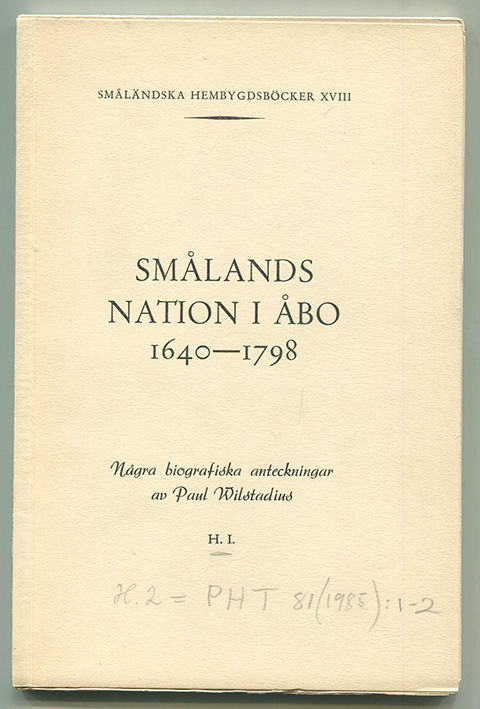 SMÅLÄNDSKA HEMBYGDSBÖCKER XVIII
SMÅLANDS
NATION I ÅBO
1640—1798
Några biografiska anteckningar
av Paul Wilstadius
H. I.
H. 2 = PHT 81(1985):1-2